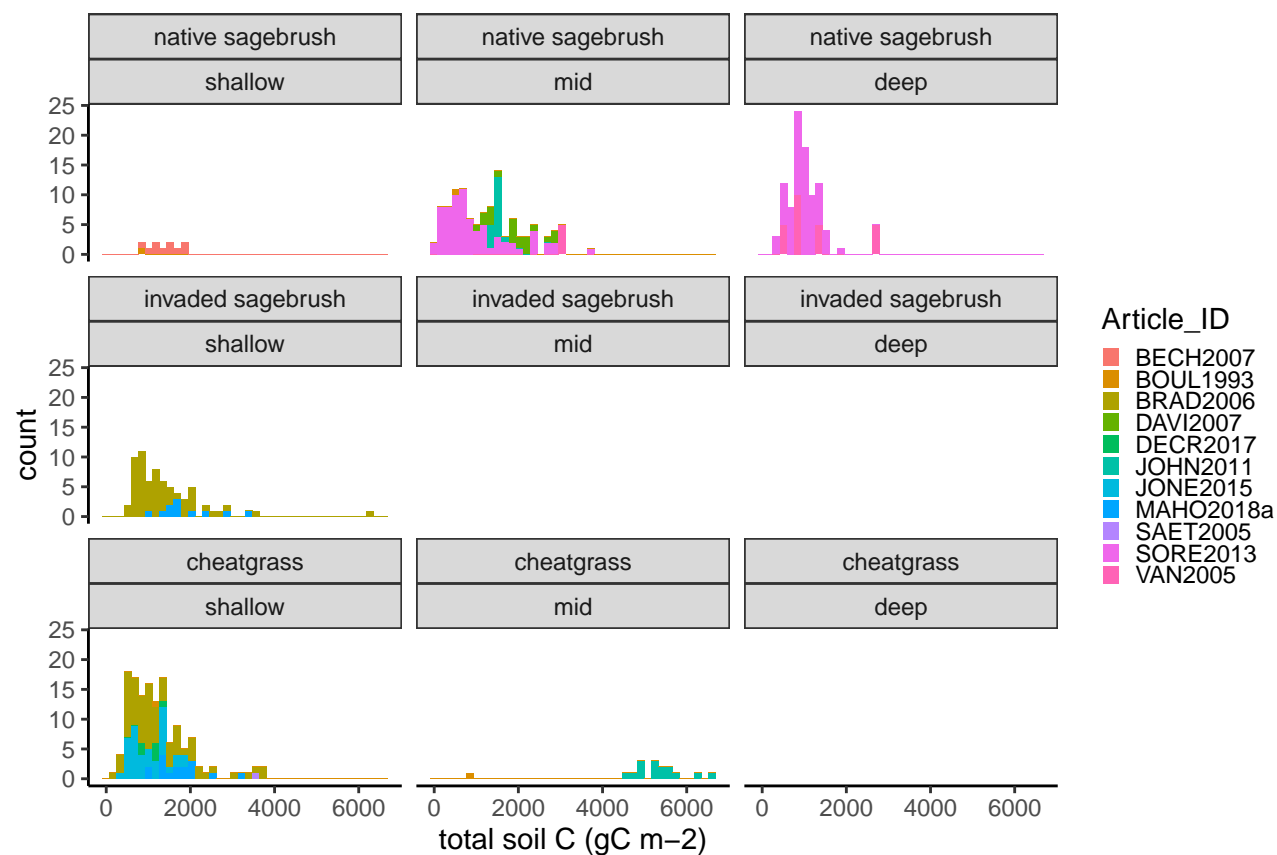 native sagebrush
native sagebrush
native sagebrush
shallow
mid
deep
25
20
15
10
5
0
invaded sagebrush
invaded sagebrush
invaded sagebrush
shallow
mid
deep
25
20
15
10
5
0
cheatgrass
cheatgrass
cheatgrass
shallow
mid
deep
25
20
15
10
5
0
0 2000 4000 6000
0 2000 4000 6000
0 2000 4000 6000
total soil C (gC m−2)
count
Article_ID
BECH2007
BOUL1993
BRAD2006
DAVI2007
DECR2017
JOHN2011
JONE2015
MAHO2018a
SAET2005
SORE2013
VAN2005